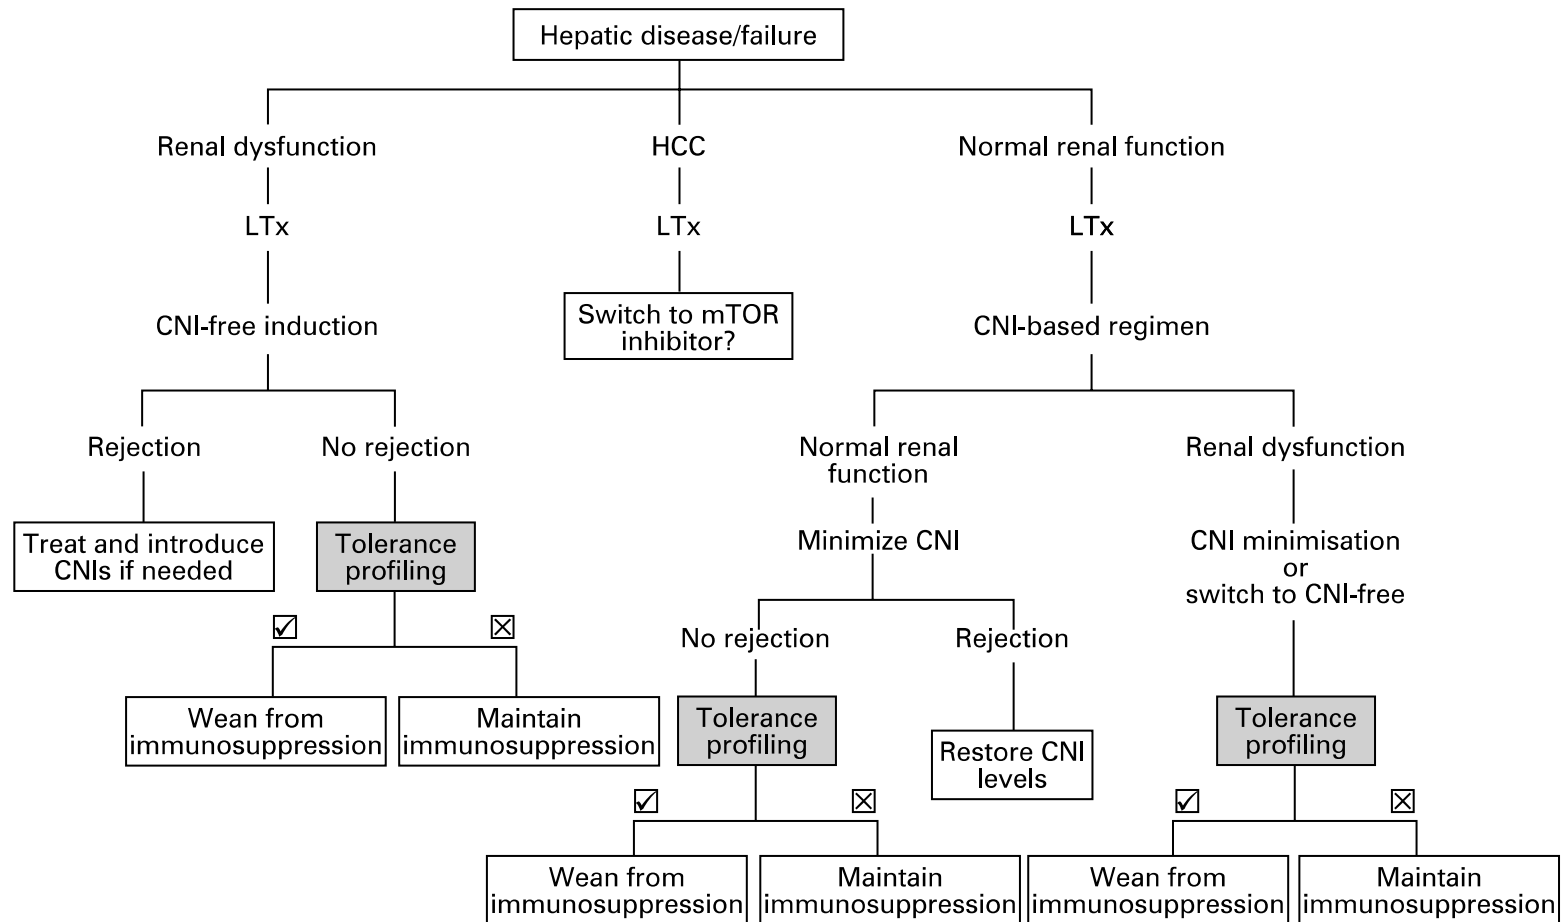 Hepatic disease/failure
Renal dysfunction
HCC
Normal renal function
LTx
LTx
LTx
CNI-free induction
Switch to mTOR
inhibitor?
CNI-based regimen
Rejection
No rejection
Normal renal
function
Renal dysfunction
Treat and introduce
CNIs if needed
Tolerance
profiling
Minimize CNI
CNI minimisation
or
switch to CNI-free
No rejection
Rejection
Wean from
immunosuppression
Maintain
immunosuppression
Tolerance
profiling
Restore CNI
levels
Tolerance
profiling
Wean from
immunosuppression
Maintain
immunosuppression
Wean from
immunosuppression
Maintain
immunosuppression